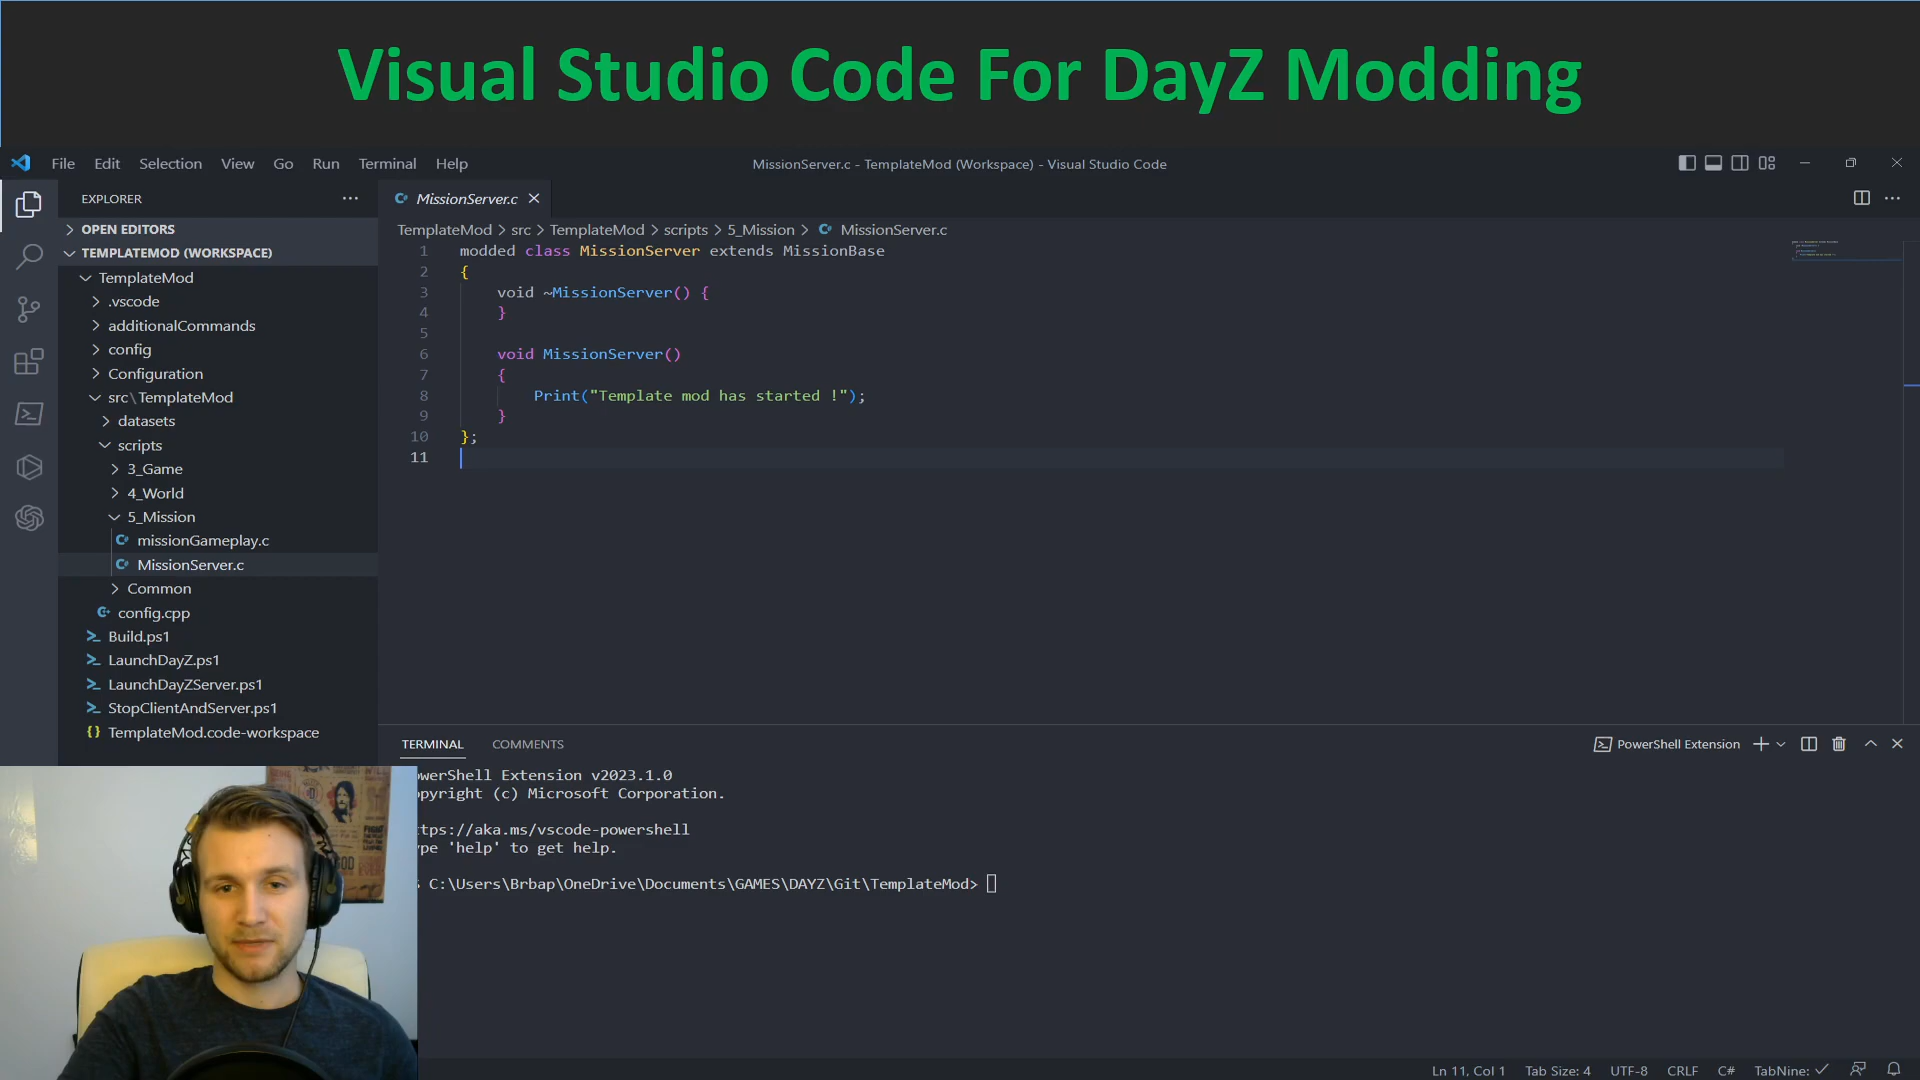 Visual Studio Code For DayZ Modding
File Edit Selection View Go Run Terminal Help
MissionServer.c - TemplateMod (Workspace) - Visual Studio Code
EXPLORER
OPEN EDITORS
TEMPLATEMOD (WORKSPACE)
TemplateMod
.vscode
additionalCommands
config
Configuration
src\TemplateMod
datasets
scripts
3_Game
4_World
5_Mission
missionGameplay.c
MissionServer.c
Common
config.cpp
Build.ps1
LaunchDayZ.ps1
LaunchDayZServer.ps1
StopClientAndServer.ps1
TemplateMod.code-workspace
MissionServer.c
TemplateMod > src > TemplateMod > scripts > 5_Mission > MissionServer.c
1 modded class MissionServer extends MissionBase
2 {
3 void ~MissionServer() {
4 }
5
6 void MissionServer()
7 {
8 Print("Template mod has started !");
9 }
10 };
11
TERMINAL COMMENTS
PowerShell Extension
owerShell Extension v2023.1.0
opyright (c) Microsoft Corporation.
ttps://aka.ms/vscode-powershell
ype 'help' to get help.
C:\Users\Brbap\OneDrive\Documents\GAMES\DAYZ\Git\TemplateMod>
Ln 11, Col 1 Tab Size: 4 UTF-8 CRLF C# TabNine: